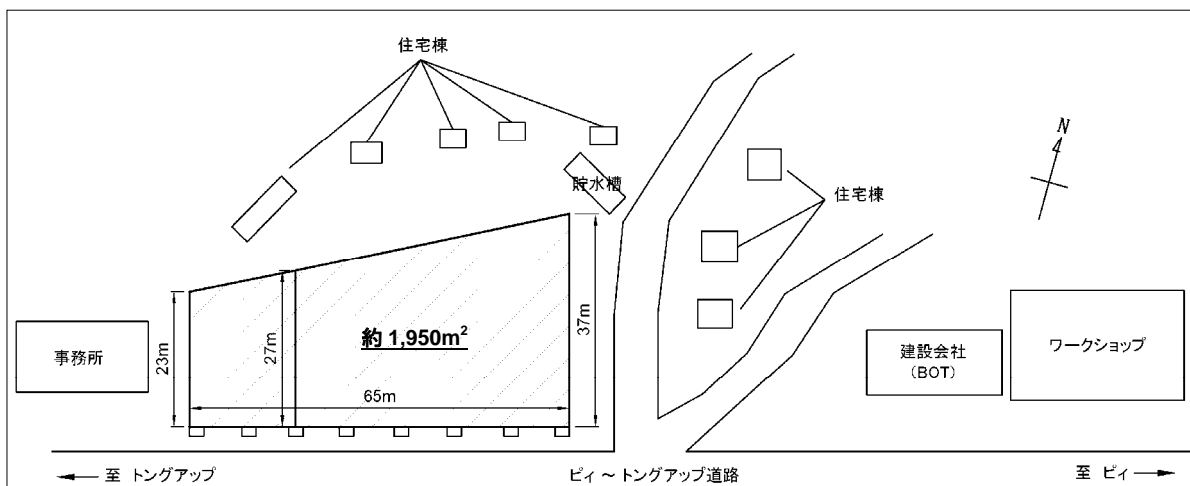 住宅棟
貯水槽
N
住宅棟
23m
27m
約 1,950m²
37m
65m
事務所
建設会社
(BOT)
ワークショップ
至 トングアップ
ピィ ~ トングアップ道路
至 ピィ